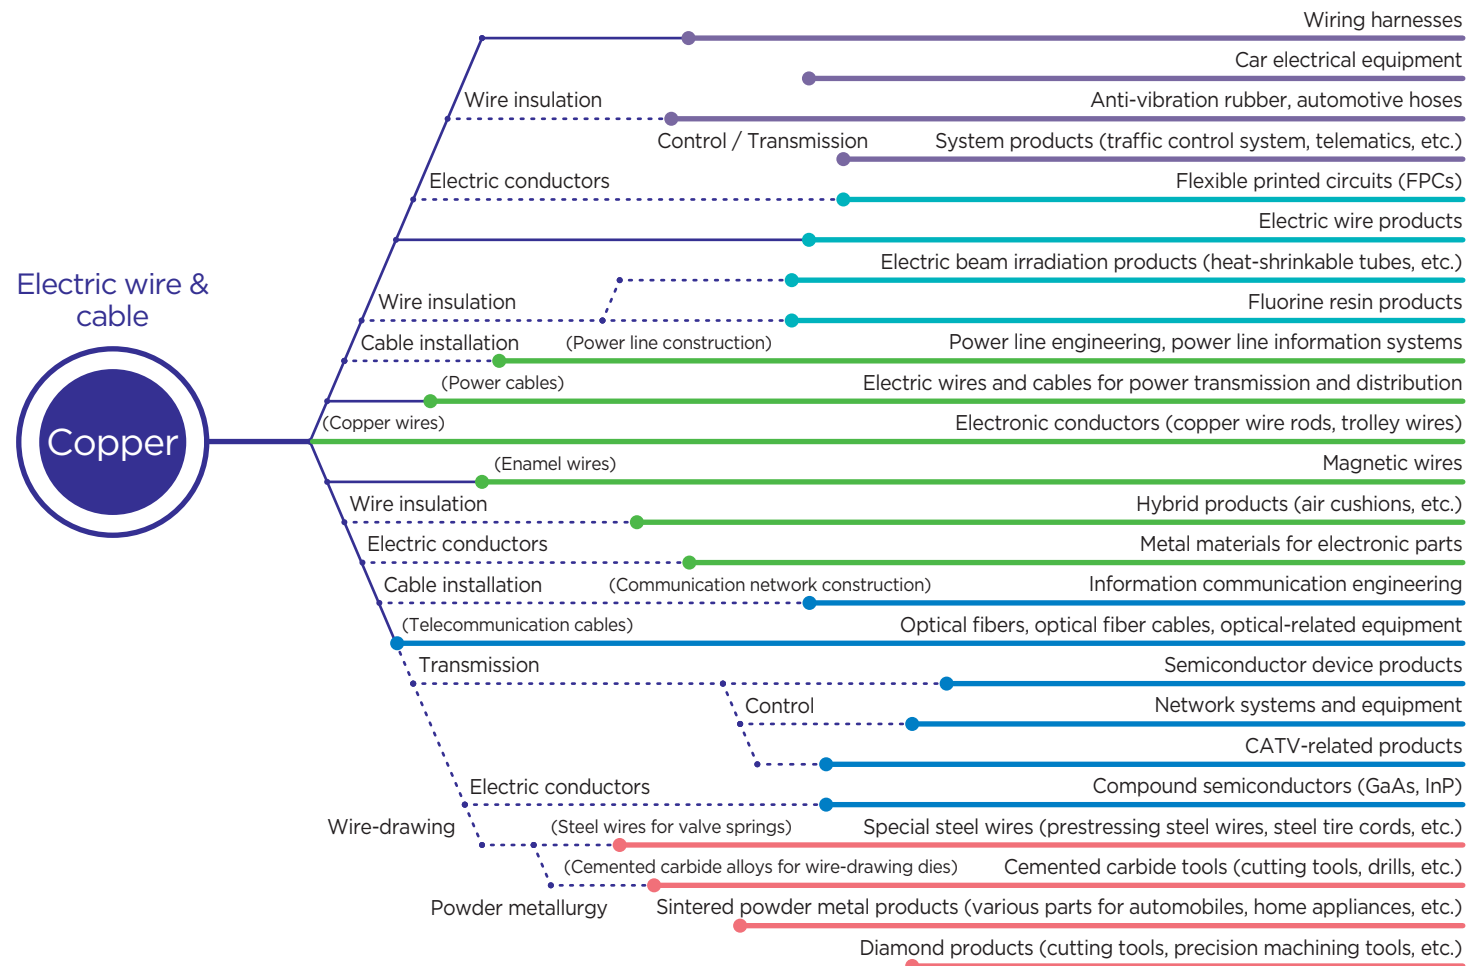 Wiring harnesses
Car electrical equipment
Wire insulation
Anti-vibration rubber, automotive hoses
Control / Transmission
System products (traffic control system, telematics, etc.)
Electric conductors
Flexible printed circuits (FPCs)
Electric wire products
Electric beam irradiation products (heat-shrinkable tubes, etc.)
Electric wire &
cable
Wire insulation
Fluorine resin products
Cable installation
(Power line construction)
Power line engineering, power line information systems
(Power cables)
Electric wires and cables for power transmission and distribution
(Copper wires)
Electronic conductors (copper wire rods, trolley wires)
Copper
(Enamel wires)
Magnetic wires
Wire insulation
Hybrid products (air cushions, etc.)
Electric conductors
Metal materials for electronic parts
Cable installation
(Communication network construction)
Information communication engineering
(Telecommunication cables)
Optical fibers, optical fiber cables, optical-related equipment
Transmission
Semiconductor device products
Control
Network systems and equipment
CATV-related products
Electric conductors
Compound semiconductors (GaAs, InP)
Wire-drawing
(Steel wires for valve springs)
Special steel wires (prestressing steel wires, steel tire cords, etc.)
(Cemented carbide alloys for wire-drawing dies)
Cemented carbide tools (cutting tools, drills, etc.)
Powder metallurgy
Sintered powder metal products (various parts for automobiles, home appliances, etc.)
Diamond products (cutting tools, precision machining tools, etc.)